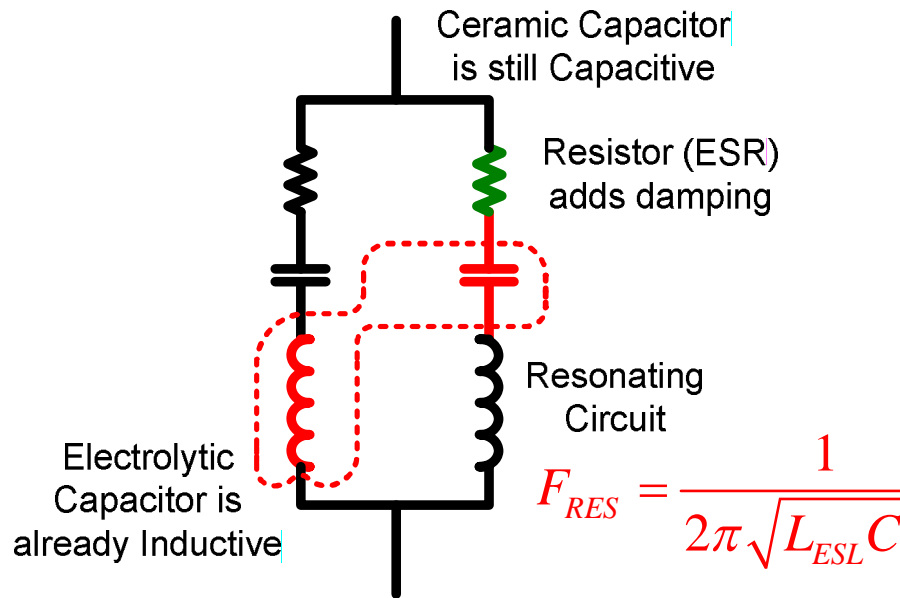 Ceramic Capacitor
is still Capacitive
Resistor (ESR)
adds damping
Resonating
Circuit
Electrolytic
Capacitor is
already Inductive
F_RES = 1 / (2π√(L_ESL C))